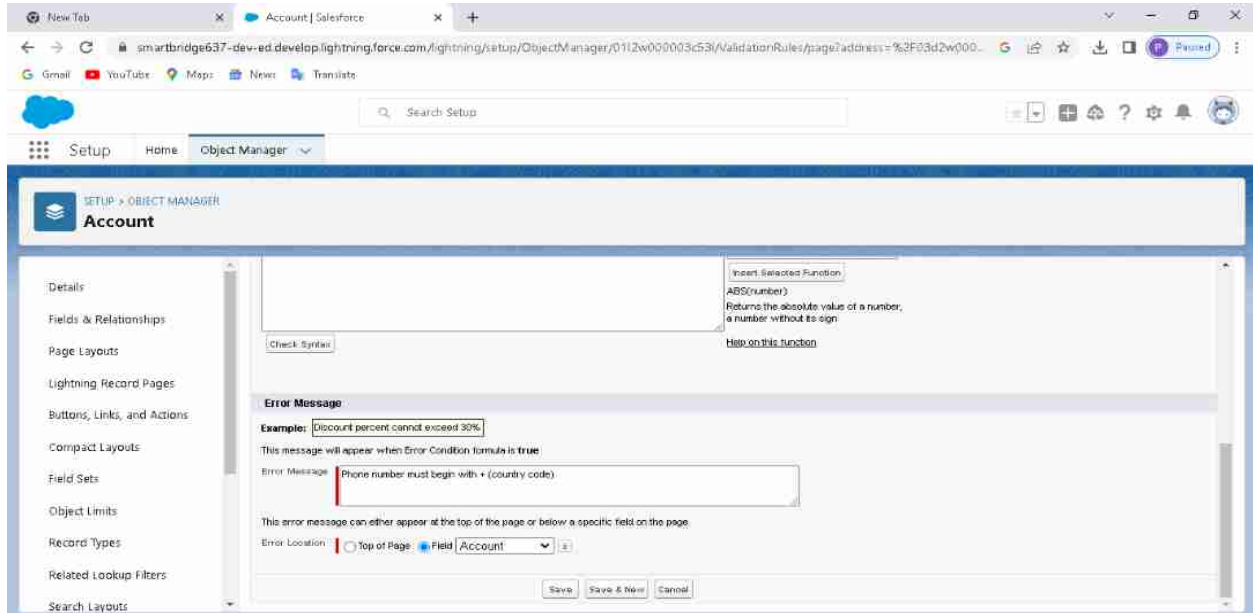 New Tab
Account | Salesforce
smartbridge637-dev-ed.develop.lightning.force.com/lightning/setup/ObjectManager/
Paused
Gmail
YouTube
Maps
News
Translate
Search Setup
Setup
Home
Object Manager
SETUP > OBJECT MANAGER
Account
Details
Fields & Relationships
Page Layouts
Lightning Record Pages
Buttons, Links, and Actions
Compact Layouts
Field Sets
Object Limits
Record Types
Related Lookup Filters
Search Layouts
Insert Selected Function
ABS(number)
Returns the absolute value of a number,
a number without its sign
Help on this function
Check Syntax
Error Message
Example: Discount percent cannot exceed 30%
This message will appear when Error Condition formula is true
Error Message
Phone number must begin with + (country code)
This error message can either appear at the top of the page or below a specific field on the page
Error Location
Top of Page
Field
Account
Save
Save & New
Cancel